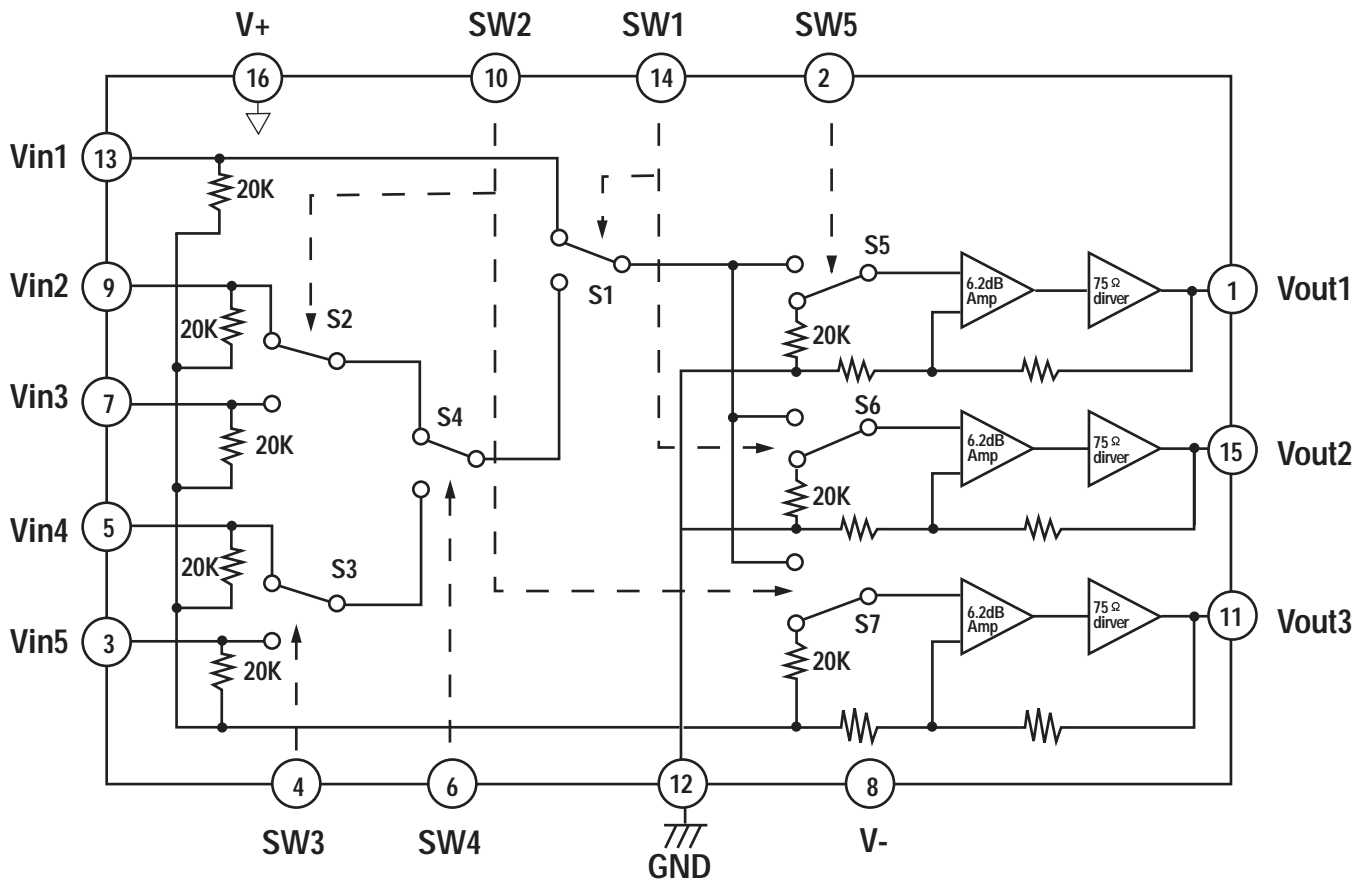 V+
SW2
SW1
SW5
16
10
14
2
Vin1
13
20K
S5
Vin2
9
S1
6.2dB
Amp
75 Ω
dirver
1
Vout1
20K
S2
20K
Vin3
7
S4
S6
20K
6.2dB
Amp
75 Ω
dirver
15
Vout2
20K
Vin4
5
20K
S3
6.2dB
Amp
75 Ω
dirver
11
Vout3
Vin5
3
S7
20K
20K
4
6
12
8
SW3
SW4
GND
V-